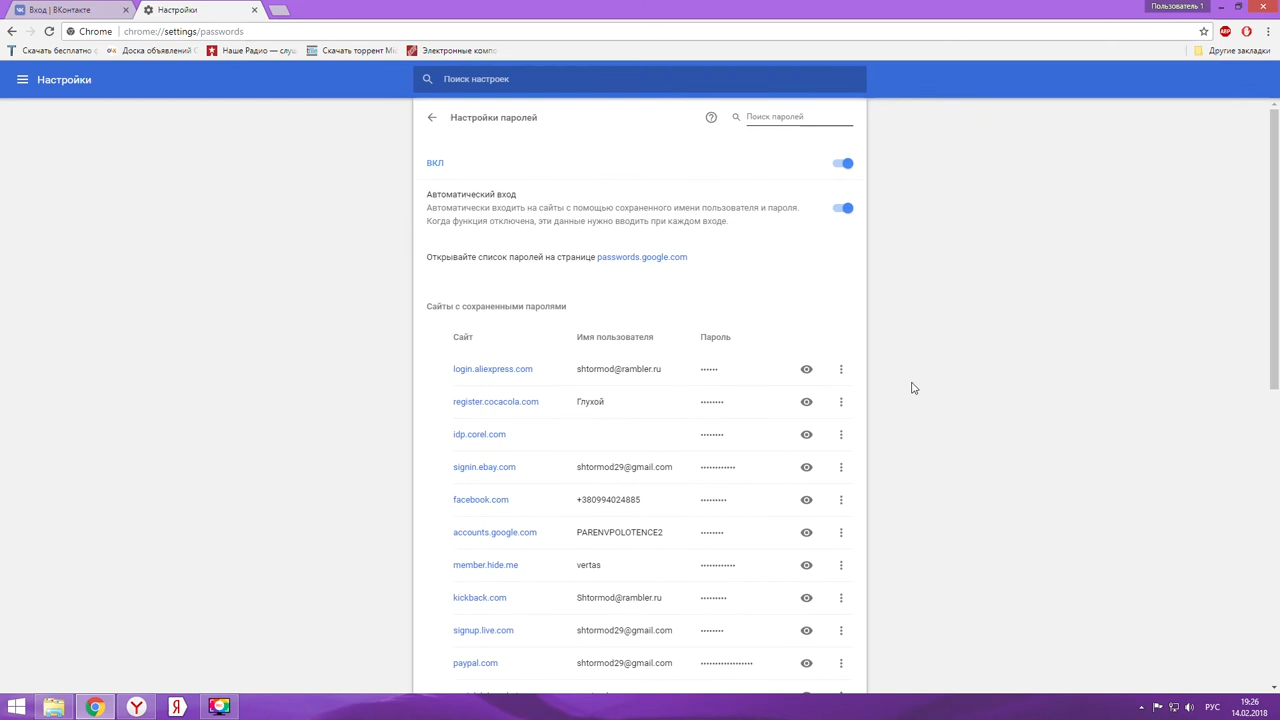 Вход | ВКонтакте
Настройки
Пользователь 1
Chrome
chrome://settings/passwords
Скачать бесплатно с
Доска объявлений O
Наше Радио — слуш
Скачать торрент Mi
Электронные комп
Другие закладки
Настройки
Поиск настроек
Настройки паролей
Поиск паролей
ВКЛ
Автоматический вход
Автоматически входить на сайты с помощью сохраненного имени пользователя и пароля.
Когда функция отключена, эти данные нужно вводить при каждом входе.
Открывайте список паролей на странице passwords.google.com
Сайты с сохраненными паролями
Сайт Имя пользователя Пароль
login.aliexpress.com shtormod@rambler.ru ••••••
register.cocacola.com Глухой ••••••••
idp.corel.com ••••••••
signin.ebay.com shtormod29@gmail.com ••••••••••••
facebook.com +380994024885 •••••••••
accounts.google.com PARENVPOLOTENCE2 ••••••••
member.hide.me vertas ••••••••••••
kickback.com Shtormod@rambler.ru •••••••••
signup.live.com shtormod29@gmail.com ••••••••
paypal.com shtormod29@gmail.com ••••••••••••••••••
РУС
19:26
14.02.2018